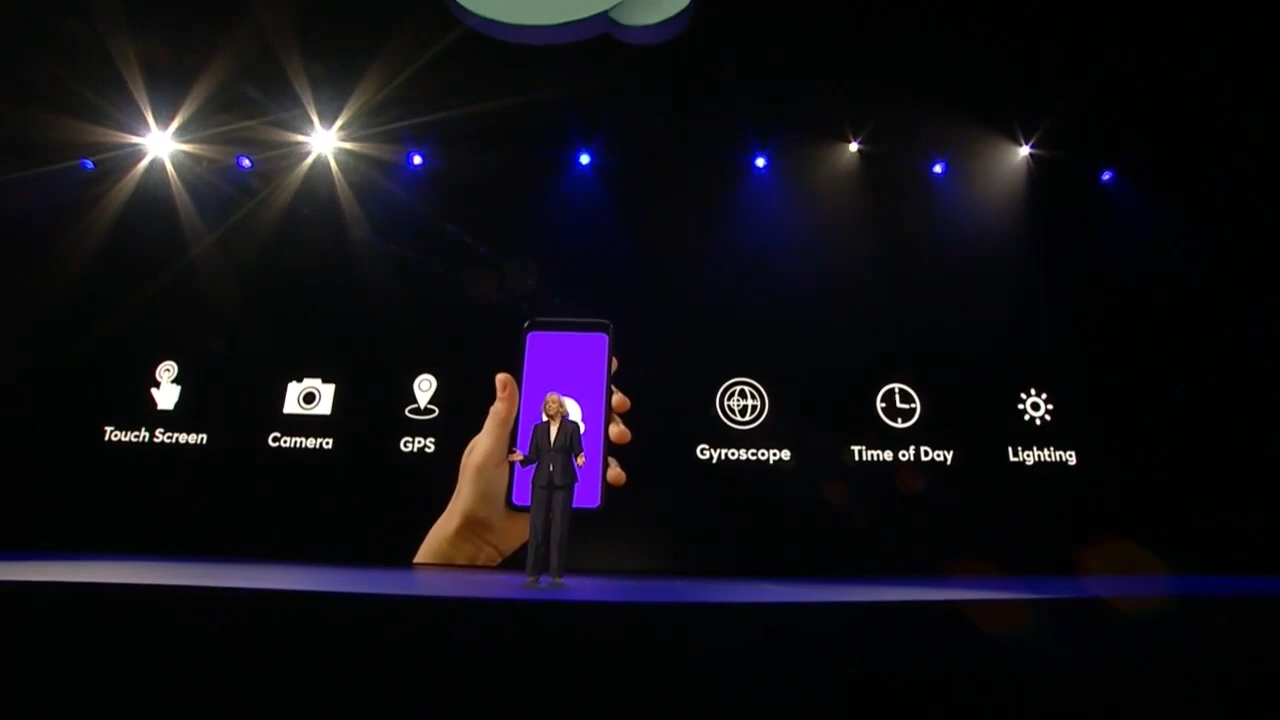 Touch Screen
Camera
GPS
Gyroscope
Time of Day
Lighting